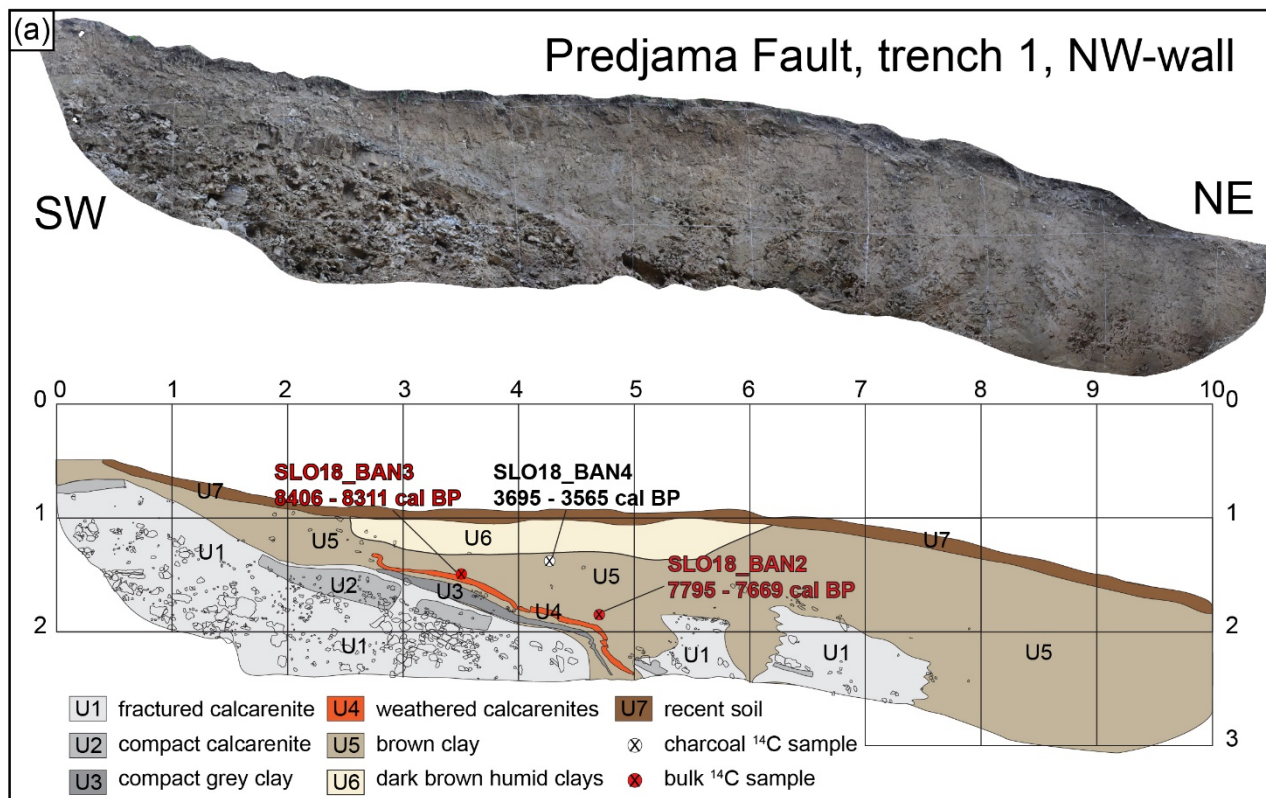 (a)
Predjama Fault, trench 1, NW-wall
SW
NE
0 1 2 3 4 5 6 7 8 9 10
0 0
SLO18_BAN3
8406 - 8311 cal BP
SLO18_BAN4
3695 - 3565 cal BP
U7
1 1
U6
U5
U1
SLO18_BAN2
7795 - 7669 cal BP
U7
U5
U2
U3
U4
2 2
U1
U1
U1
U5
3
U1 fractured calcarenite
U4 weathered calcarenites
U7 recent soil
U2 compact calcarenite
U5 brown clay
charcoal ¹⁴C sample
U3 compact grey clay
U6 dark brown humid clays
bulk ¹⁴C sample